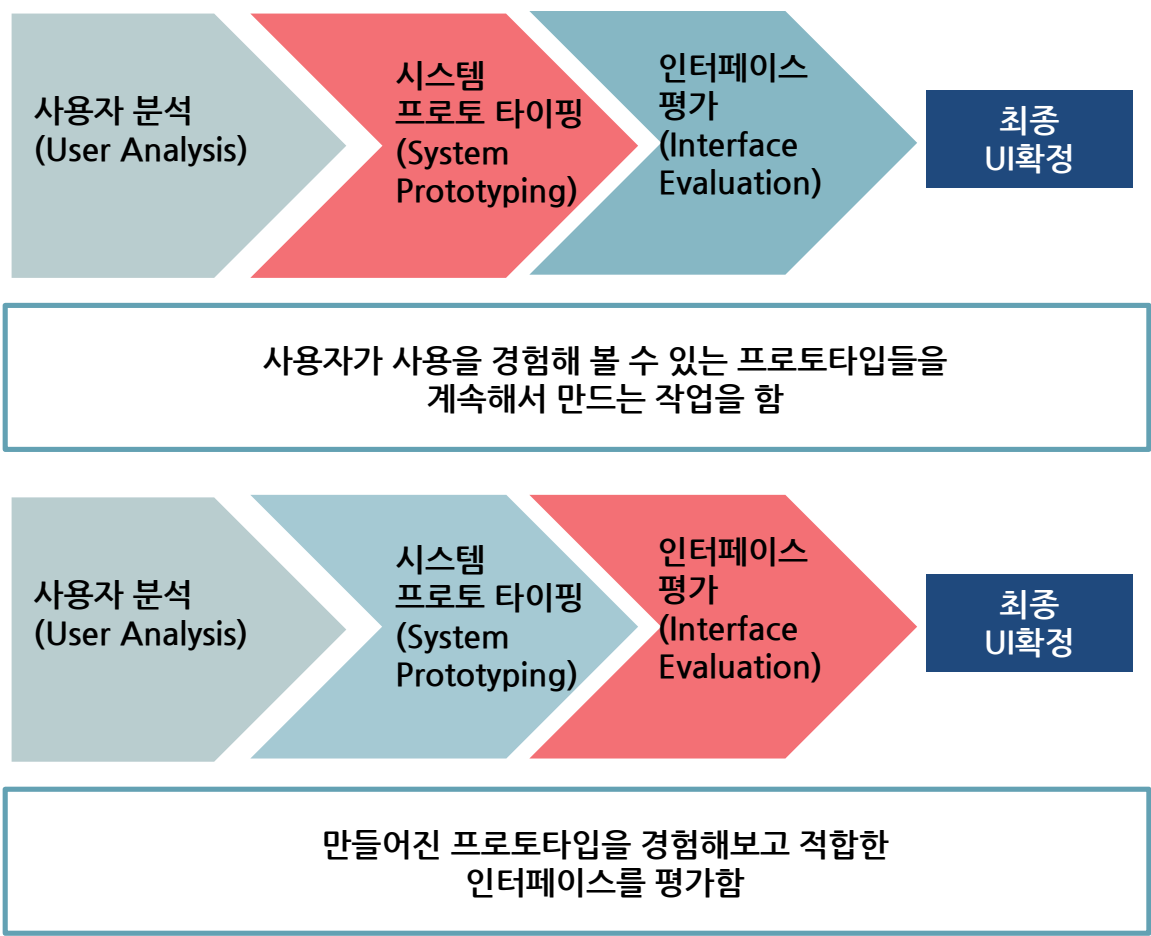 사용자 분석
(User Analysis)
시스템
프로토 타이핑
(System
Prototyping)
인터페이스
평가
(Interface
Evaluation)
최종
UI확정
사용자가 사용을 경험해 볼 수 있는 프로토타입들을
계속해서 만드는 작업을 함
사용자 분석
(User Analysis)
시스템
프로토 타이핑
(System
Prototyping)
인터페이스
평가
(Interface
Evaluation)
최종
UI확정
만들어진 프로토타입을 경험해보고 적합한
인터페이스를 평가함